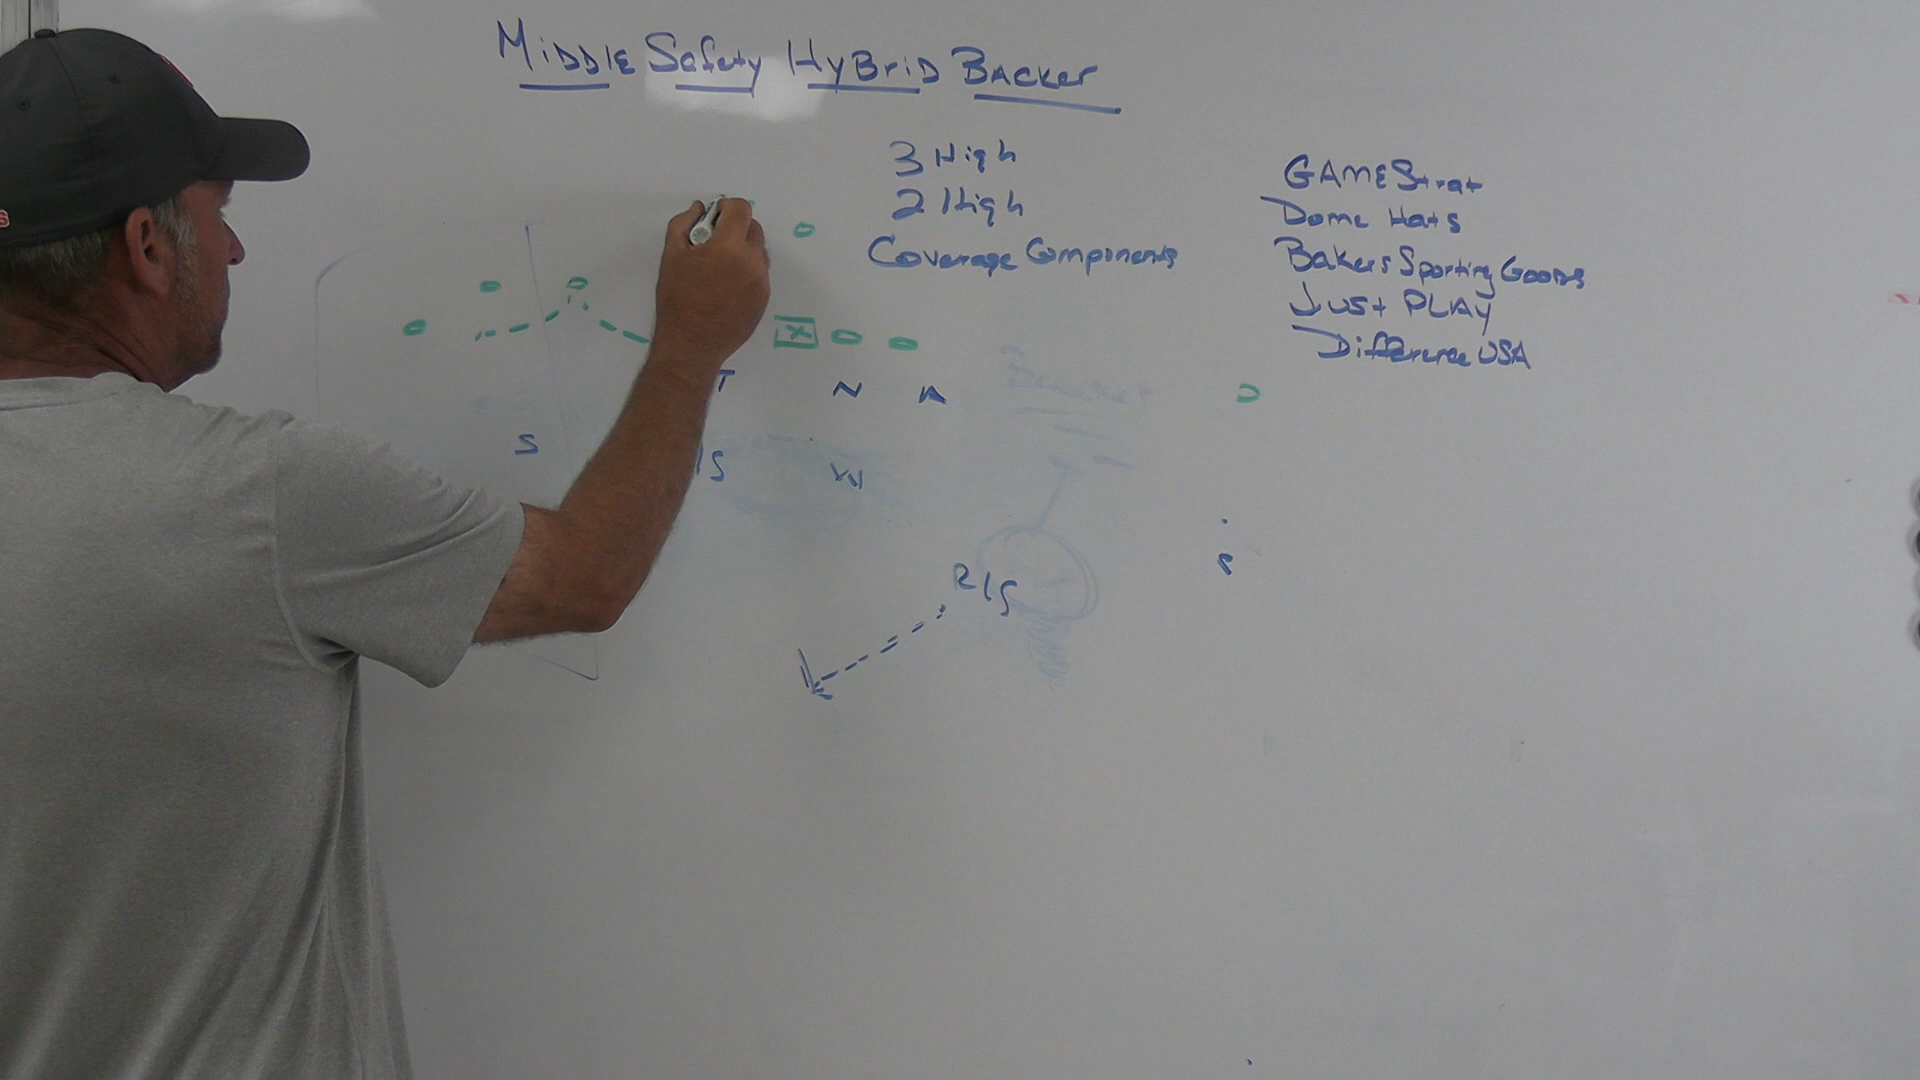 MiDDlE Safety HyBriD BAcker
3 High
2 High
Coverage Components
GAMEStrat
Dome Hats
Bakers Sporting Goods
Just PLAY
Difference USA
X
T N A
S /S W
R/S
S